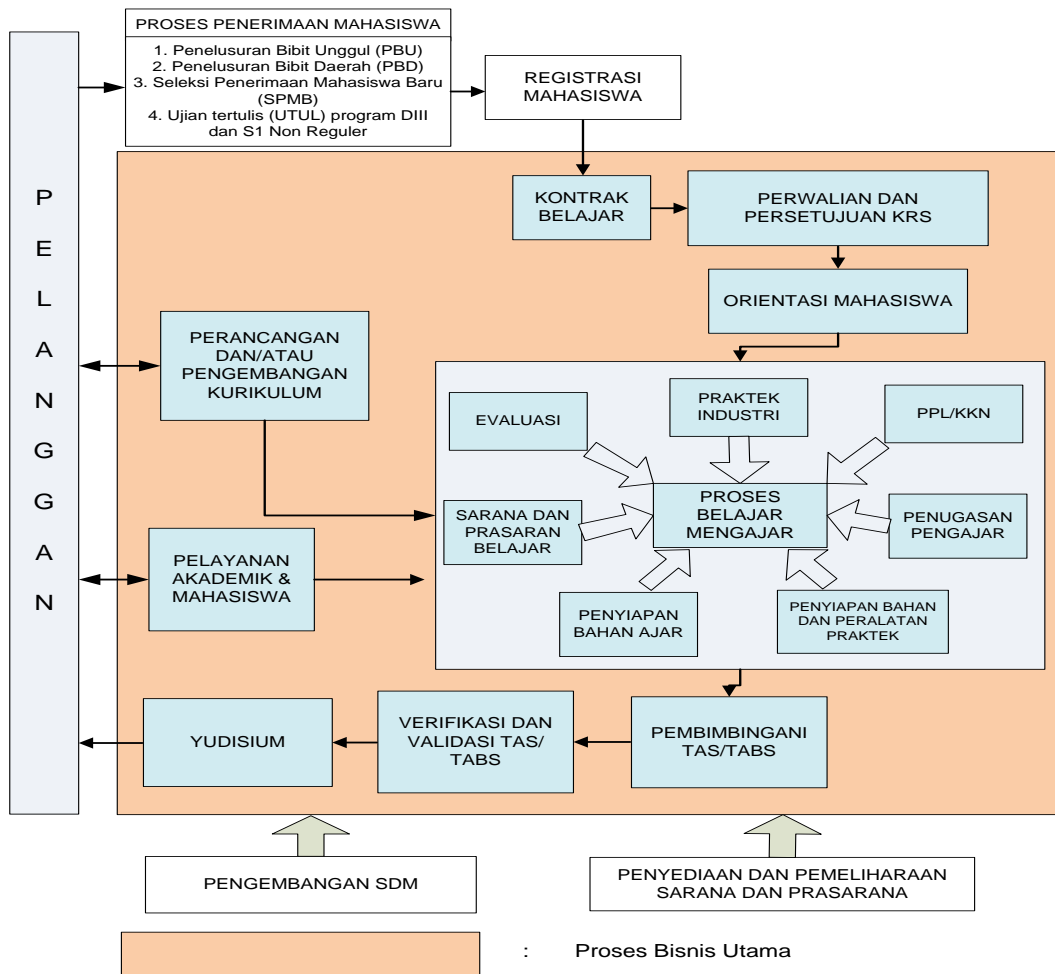 PROSES PENERIMAAN MAHASISWA
1. Penelusuran Bibit Unggul (PBU)
2. Penelusuran Bibit Daerah (PBD)
3. Seleksi Penerimaan Mahasiswa Baru
(SPMB)
4. Ujian tertulis (UTUL) program DIII
dan S1 Non Reguler
REGISTRASI
MAHASISWA
P
E
L
A
N
G
G
A
N
KONTRAK
BELAJAR
PERWALIAN DAN
PERSETUJUAN KRS
ORIENTASI MAHASISWA
PERANCANGAN
DAN/ATAU
PENGEMBANGAN
KURIKULUM
EVALUASI
PRAKTEK
INDUSTRI
PPL/KKN
SARANA DAN
PRASARAN
BELAJAR
PROSES
BELAJAR
MENGAJAR
PENUGASAN
PENGAJAR
PELAYANAN
AKADEMIK &
MAHASISWA
PENYIAPAN
BAHAN AJAR
PENYIAPAN BAHAN
DAN PERALATAN
PRAKTEK
YUDISIUM
VERIFIKASI DAN
VALIDASI TAS/
TABS
PEMBIMBINGANI
TAS/TABS
PENGEMBANGAN SDM
PENYEDIAAN DAN PEMELIHARAAN
SARANA DAN PRASARANA
: Proses Bisnis Utama